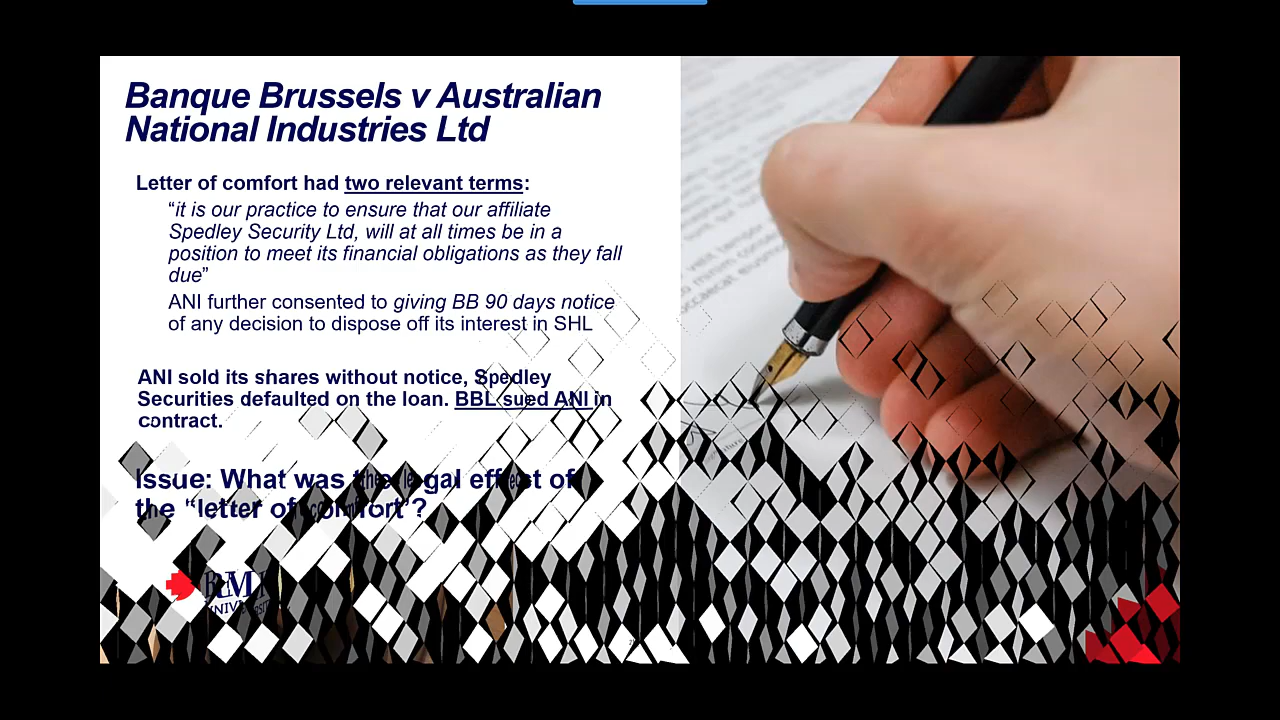 Banque Brussels v Australian
National Industries Ltd
Letter of comfort had two relevant terms:
“it is our practice to ensure that our affiliate
Spedley Security Ltd, will at all times be in a
position to meet its financial obligations as they fall
due”
ANI further consented to giving BB 90 days notice
of any decision to dispose off its interest in SHL
ANI sold its shares without notice, Spedley
Securities defaulted on the loan. BBL sued ANI in
contract.
Issue: What was the legal effect of
the “letter of comfort”?
RMIT
UNIVERSITY